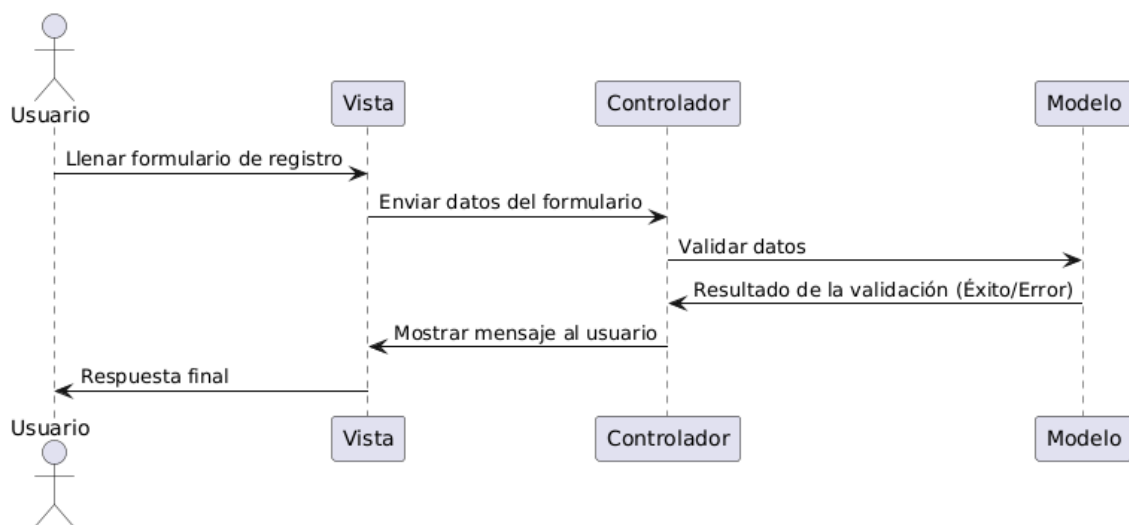 Usuario
Vista
Controlador
Modelo
Llenar formulario de registro
Enviar datos del formulario
Validar datos
Resultado de la validación (Éxito/Error)
Mostrar mensaje al usuario
Respuesta final
Usuario
Vista
Controlador
Modelo